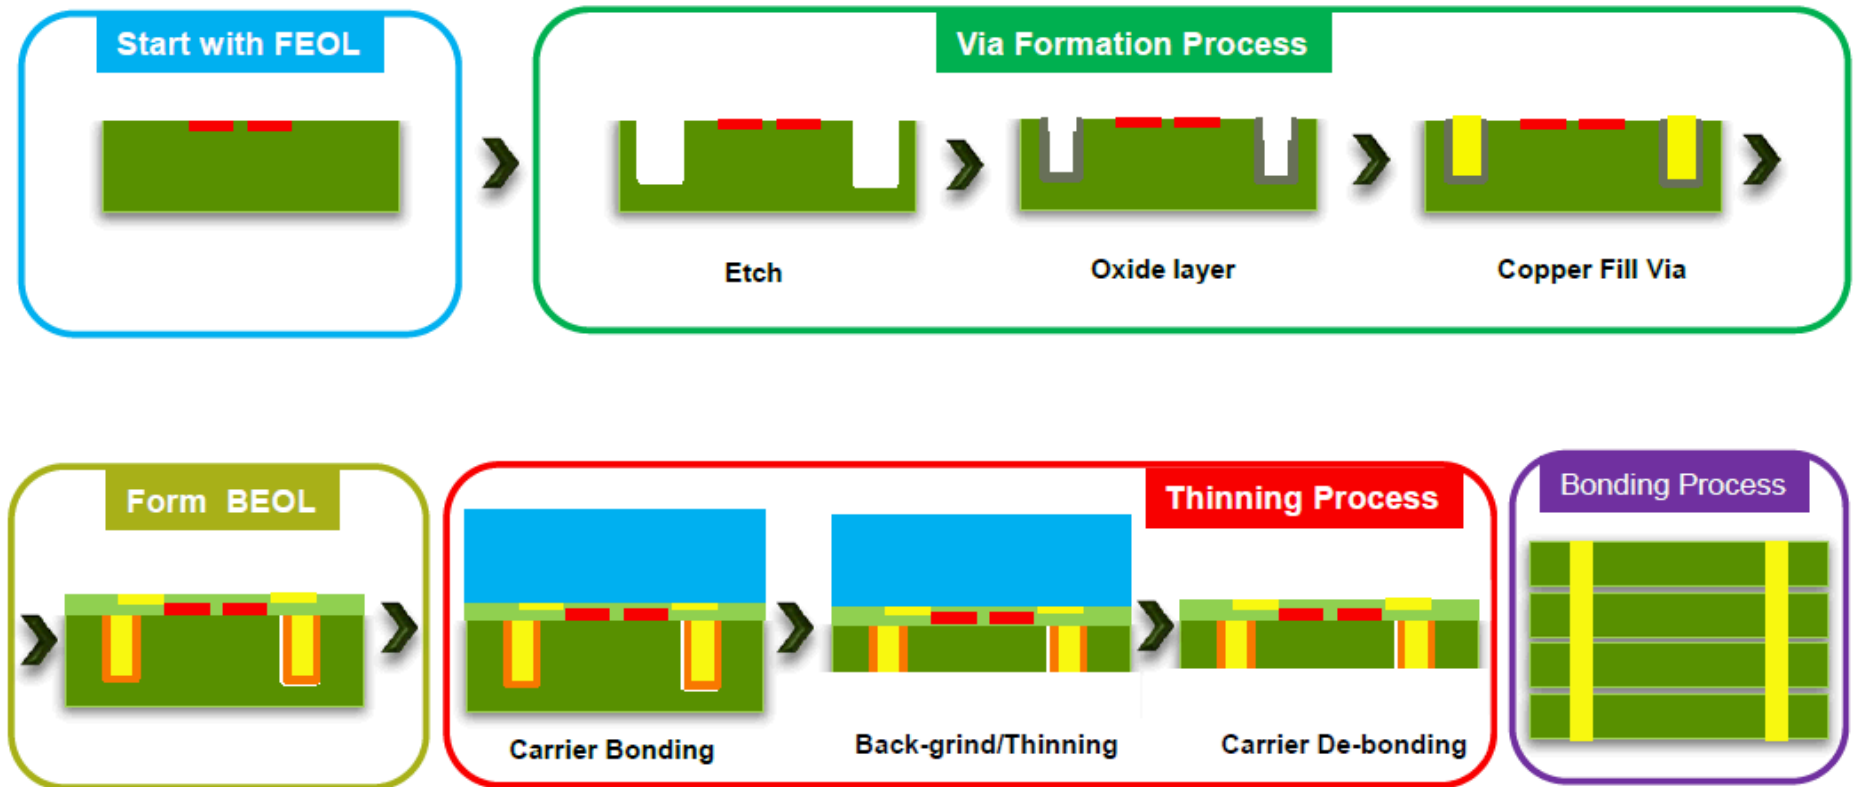 Start with FEOL
Via Formation Process
Etch
Oxide layer
Copper Fill Via
Form BEOL
Thinning Process
Bonding Process
Carrier Bonding
Back-grind/Thinning
Carrier De-bonding